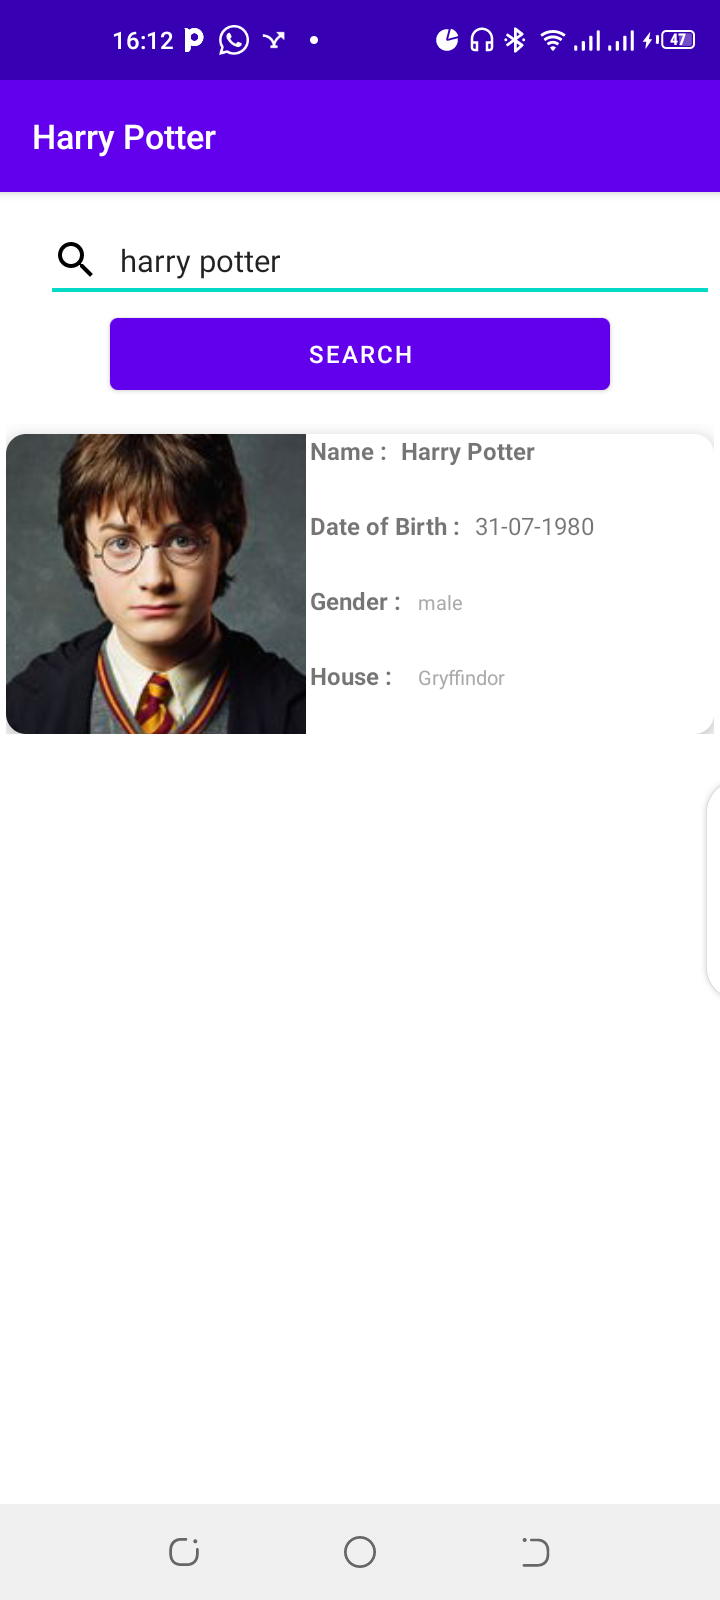 16:12 47
Harry Potter
harry potter
SEARCH
Name : Harry Potter
Date of Birth : 31-07-1980
Gender : male
House : Gryffindor